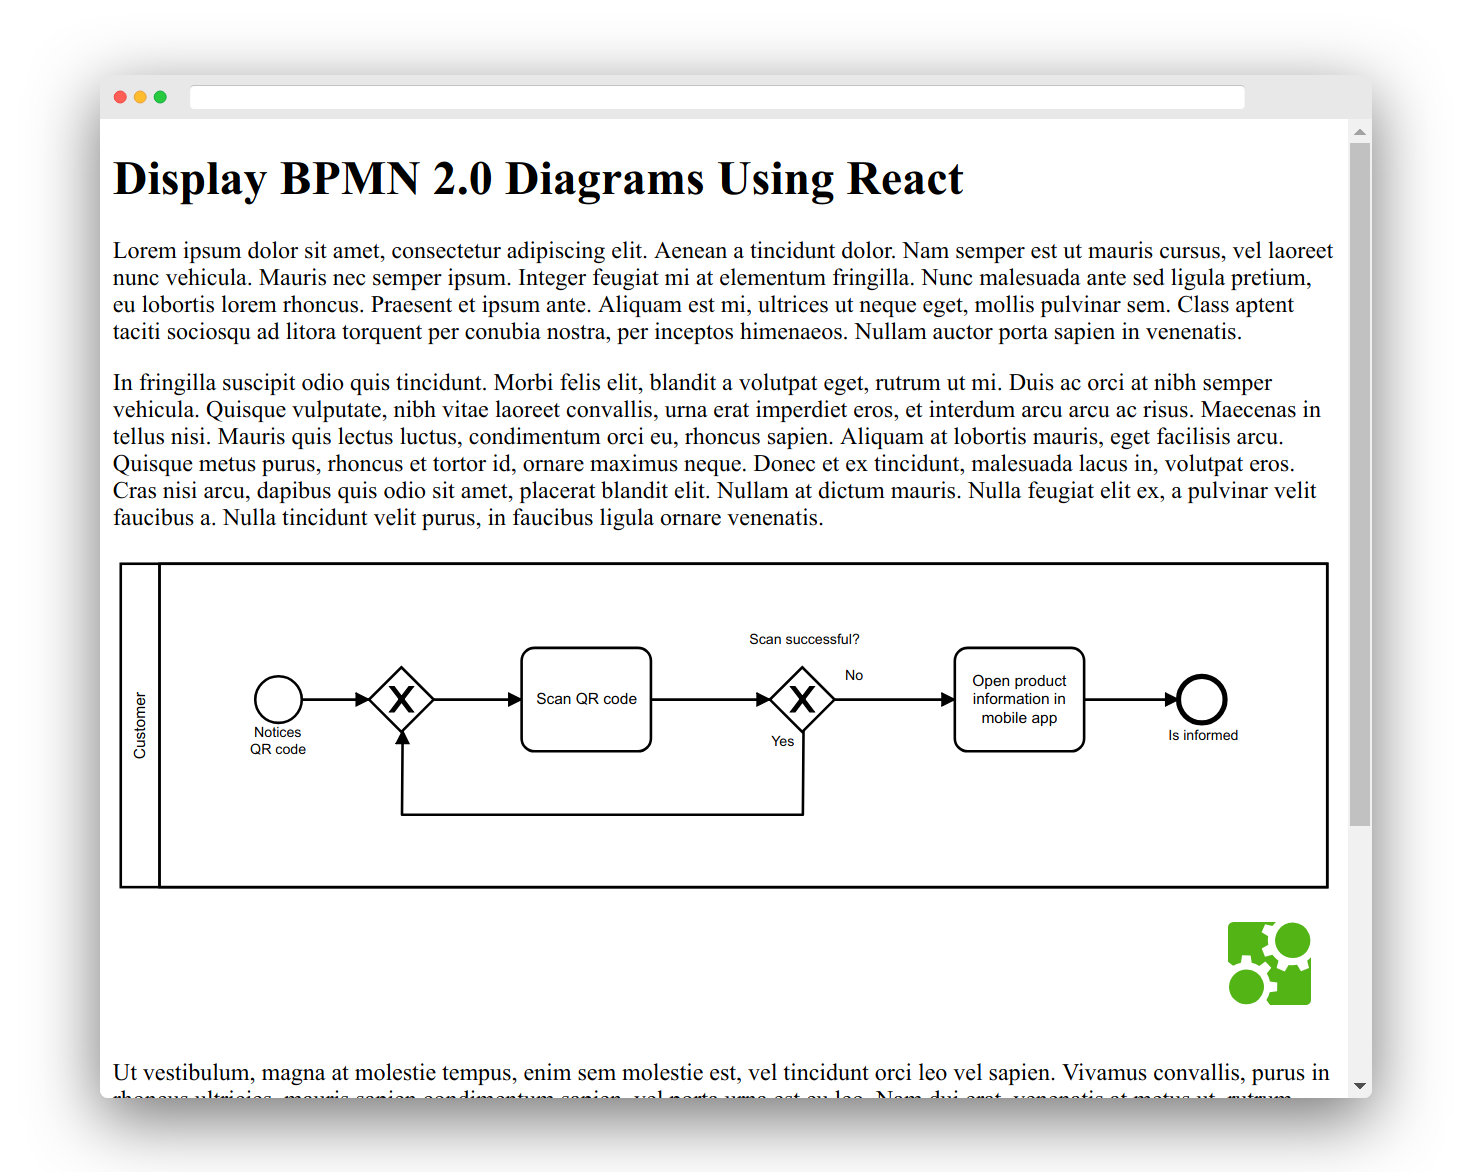 Display BPMN 2.0 Diagrams Using React
Lorem ipsum dolor sit amet, consectetur adipiscing elit. Aenean a tincidunt dolor. Nam semper est ut mauris cursus, vel laoreet
nunc vehicula. Mauris nec semper ipsum. Integer feugiat mi at elementum fringilla. Nunc malesuada ante sed ligula pretium,
eu lobortis lorem rhoncus. Praesent et ipsum ante. Aliquam est mi, ultrices ut neque eget, mollis pulvinar sem. Class aptent
taciti sociosqu ad litora torquent per conubia nostra, per inceptos himenaeos. Nullam auctor porta sapien in venenatis.
In fringilla suscipit odio quis tincidunt. Morbi felis elit, blandit a volutpat eget, rutrum ut mi. Duis ac orci at nibh semper
vehicula. Quisque vulputate, nibh vitae laoreet convallis, urna erat imperdiet eros, et interdum arcu arcu ac risus. Maecenas in
tellus nisi. Mauris quis lectus luctus, condimentum orci eu, rhoncus sapien. Aliquam at lobortis mauris, eget facilisis arcu.
Quisque metus purus, rhoncus et tortor id, ornare maximus neque. Donec et ex tincidunt, malesuada lacus in, volutpat eros.
Cras nisi arcu, dapibus quis odio sit amet, placerat blandit elit. Nullam at dictum mauris. Nulla feugiat elit ex, a pulvinar velit
faucibus a. Nulla tincidunt velit purus, in faucibus ligula ornare venenatis.
Customer
Notices
QR code
Scan QR code
Scan successful?
No
Yes
Open product
information in
mobile app
Is informed
Ut vestibulum, magna at molestie tempus, enim sem molestie est, vel tincidunt orci leo vel sapien. Vivamus convallis, purus in